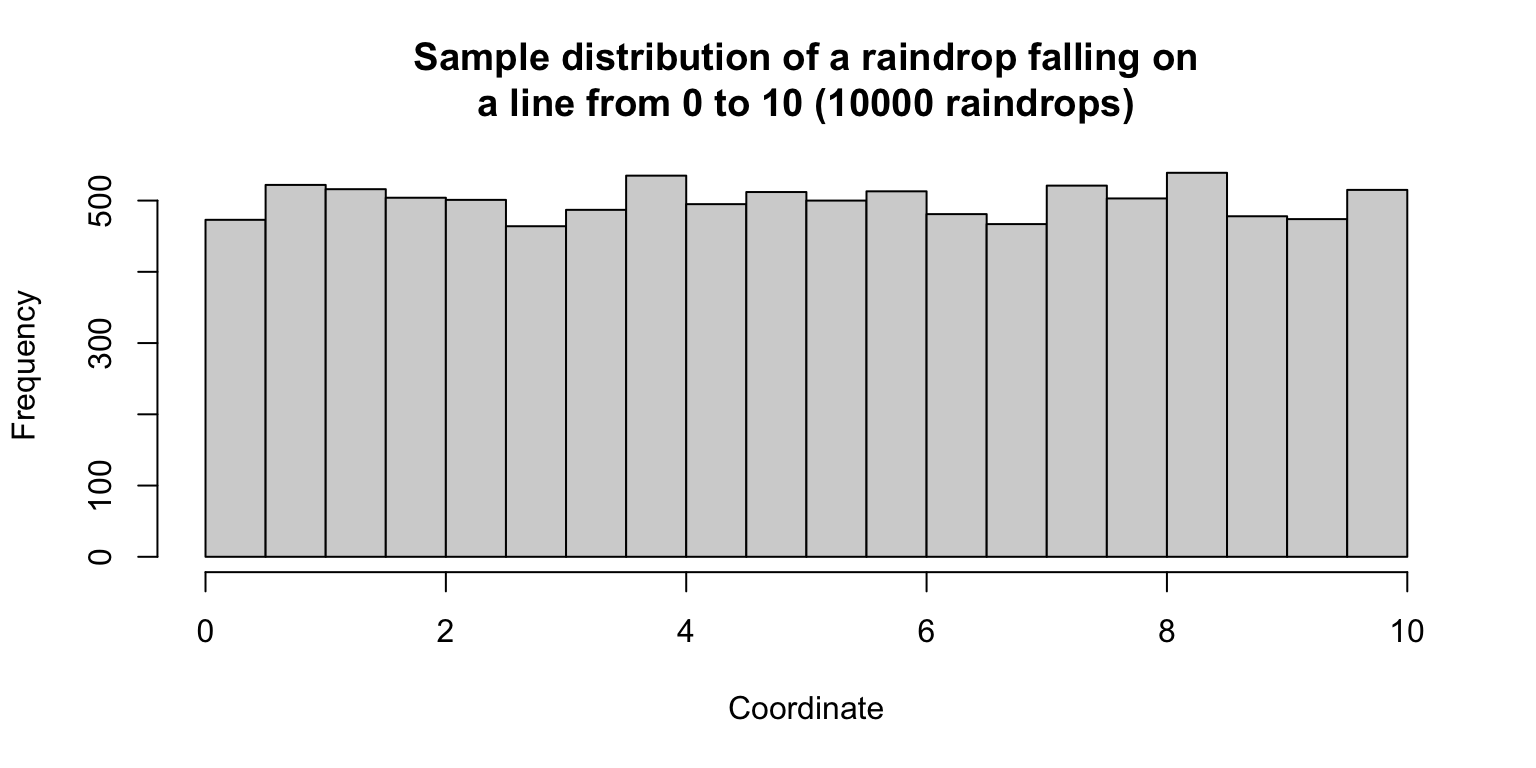 Sample distribution of a raindrop falling on
a line from 0 to 10 (10000 raindrops)
500
300
100
0
Frequency
0 2 4 6 8 10
Coordinate